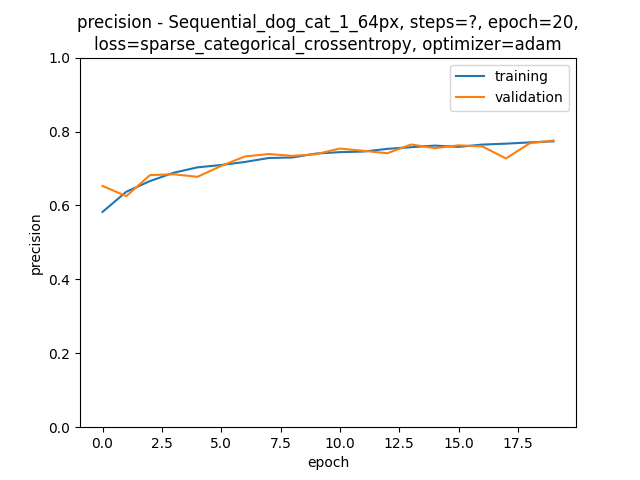 precision - Sequential_dog_cat_1_64px, steps=?, epoch=20,
loss=sparse_categorical_crossentropy, optimizer=adam
training
validation
precision
1.0
0.8
0.6
0.4
0.2
0.0
0.0 2.5 5.0 7.5 10.0 12.5 15.0 17.5
epoch